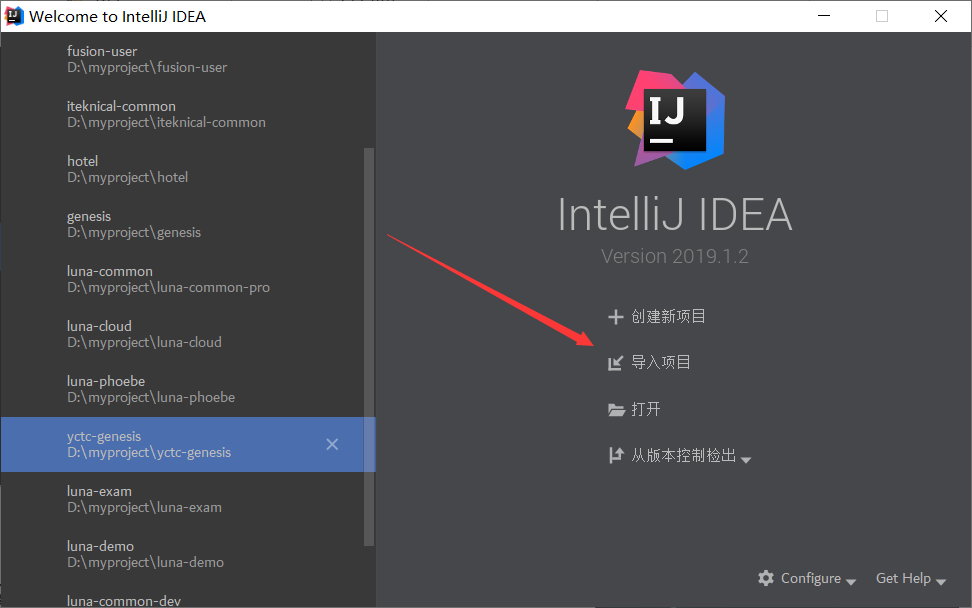 Welcome to IntelliJ IDEA
fusion-user
D:\myproject\fusion-user
iteknical-common
D:\myproject\iteknical-common
hotel
D:\myproject\hotel
genesis
D:\myproject\genesis
luna-common
D:\myproject\luna-common-pro
luna-cloud
D:\myproject\luna-cloud
luna-phoebe
D:\myproject\luna-phoebe
yctc-genesis
D:\myproject\yctc-genesis
luna-exam
D:\myproject\luna-exam
luna-demo
D:\myproject\luna-demo
luna-common-dev
IJ
IntelliJ IDEA
Version 2019.1.2
创建新项目
导入项目
打开
从版本控制检出
Configure
Get Help